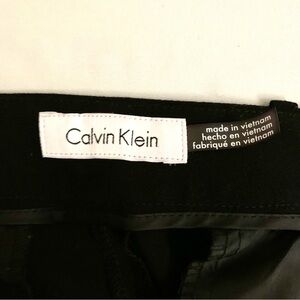 Calvin Klein
made in vietnam
hecho en vietnam
fabriqué en vietnam